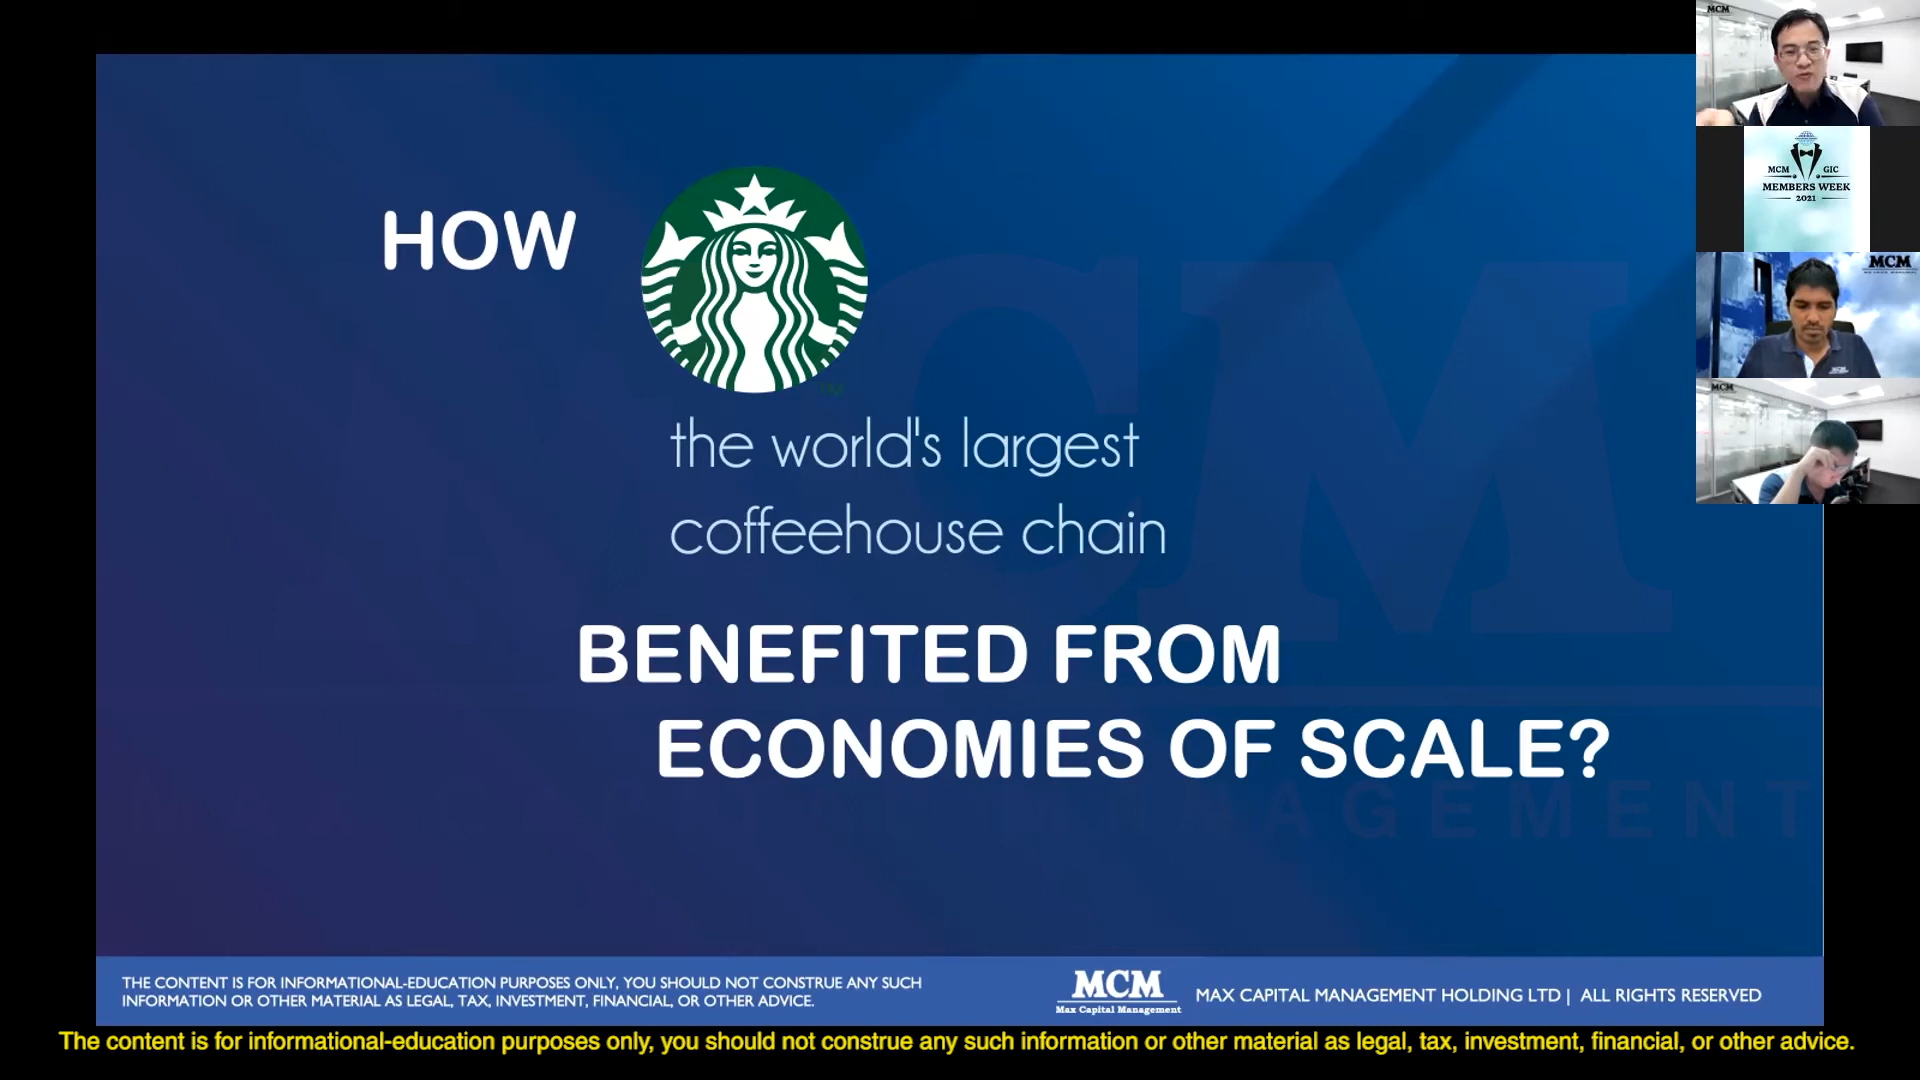 HOW
TM
the world's largest
coffeehouse chain
BENEFITED FROM
ECONOMIES OF SCALE?
MCM
MANAGEMENT
THE CONTENT IS FOR INFORMATIONAL-EDUCATION PURPOSES ONLY, YOU SHOULD NOT CONSTRUE ANY SUCH
INFORMATION OR OTHER MATERIAL AS LEGAL, TAX, INVESTMENT, FINANCIAL, OR OTHER ADVICE.
MCM
Max Capital Management
MAX CAPITAL MANAGEMENT HOLDING LTD | ALL RIGHTS RESERVED
The content is for informational-education purposes only, you should not construe any such information or other material as legal, tax, investment, financial, or other advice.
MCM
MCM GIC
MEMBERS WEEK
2021
MCM
MCM
MCM